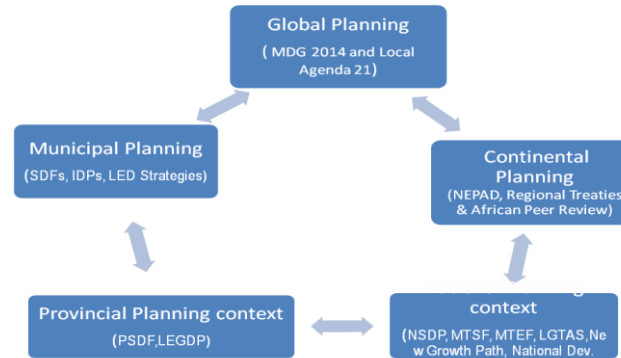 Global Planning
( MDG 2014 and Local
Agenda 21)
Municipal Planning
(SDFs, IDPs, LED Strategies)
Continental
Planning
(NEPAD, Regional Treaties
& African Peer Review)
Provincial Planning context
(PSDF,LEGDP)
context
(NSDP, MTSF, MTEF, LGTAS,Ne
w Growth Path, National Dev.